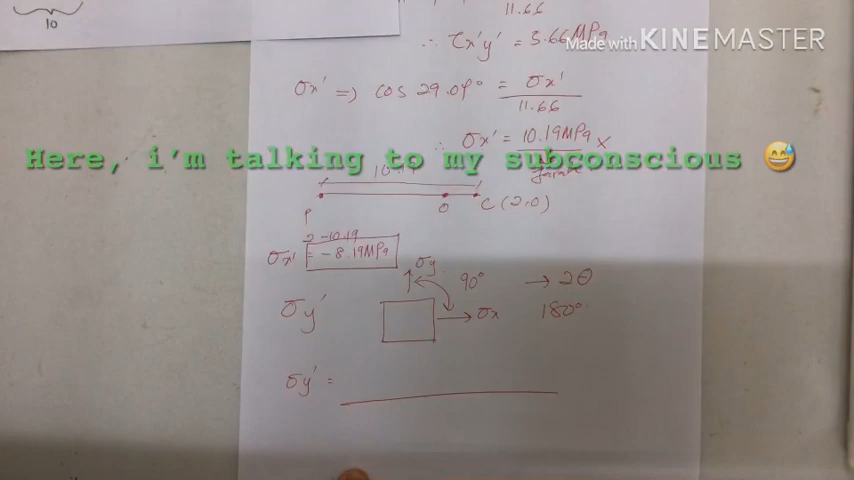 10
11.66
∴ τx'y' = 5.66MPa
Made with KINEMASTER
σx' => cos 29.09° = σx'
11.66
∴ σx' = 10.19MPa x
Here, i'm talking to my subconscious 😅
10.19
P O C (2,0)
2-10.19
σx' = -8.19MPa
σy 90° → 2θ
σy' σx 180°
σy' =